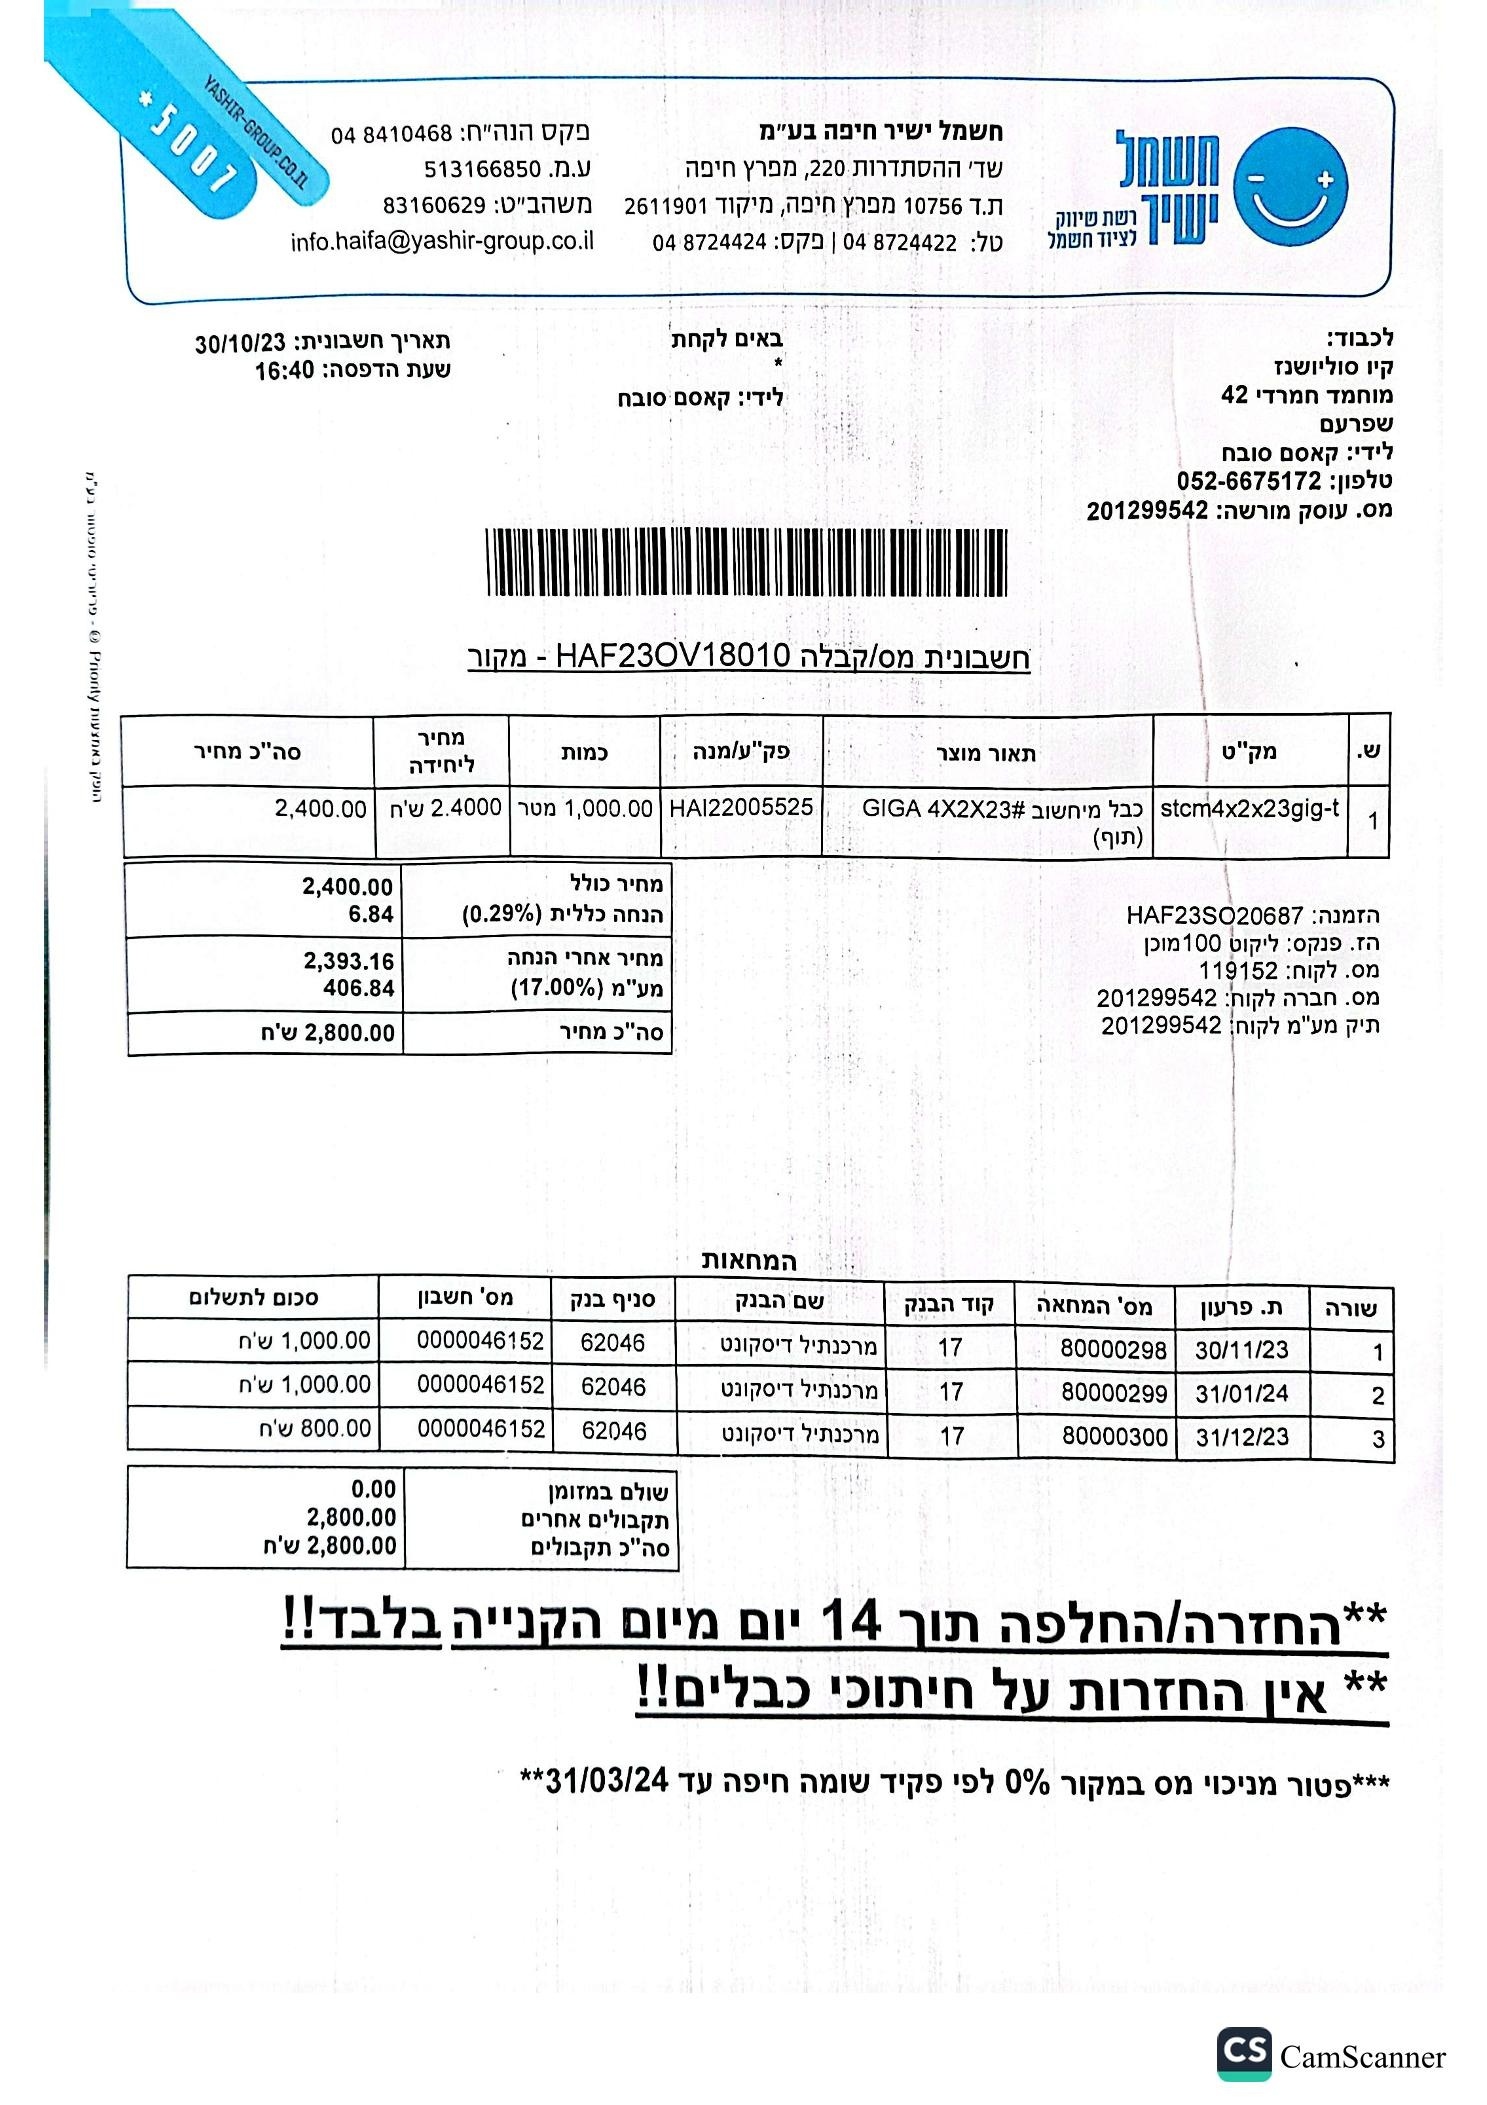 YASHIR-GROUP.CO.IL
*5007
חשמל ישיר
רשת שיווק לציוד חשמל
חשמל ישיר חיפה בע"מ
שד' ההסתדרות 220, מפרץ חיפה
ת.ד 10756 מפרץ חיפה, מיקוד 2611901
טל: 04 8724422 | פקס: 04 8724424
פקס הנה"ח: 04 8410468
ע.מ. 513166850
משהב"ט: 83160629
info.haifa@yashir-group.co.il
לכבוד:
קיו סוליושנז
מוחמד חמרדי 42
שפרעם
לידי: קאסם סובח
טלפון: 052-6675172
מס. עוסק מורשה: 201299542
באים לקחת
*
לידי: קאסם סובח
תאריך חשבונית: 30/10/23
שעת הדפסה: 16:40
חשבונית מס/קבלה HAF23OV18010 - מקור
ש. מק"ט תאור מוצר פק"ע/מנה כמות מחיר ליחידה סה"כ מחיר
1 stcm4x2x23gig-t כבל מיחשוב GIGA 4X2X23# (תוף) HAI22005525 1,000.00 מטר 2.4000 ש'ח 2,400.00
מחיר כולל 2,400.00
הנחה כללית (0.29%) 6.84
מחיר אחרי הנחה 2,393.16
מע"מ (17.00%) 406.84
סה"כ מחיר 2,800.00 ש'ח
הזמנה: HAF23SO20687
הז. פנקס: ליקוט 100מוכן
מס. לקוח: 119152
מס. חברה לקוח: 201299542
תיק מע"מ לקוח: 201299542
המחאות
שורה ת. פרעון מס' המחאה קוד הבנק שם הבנק סניף בנק מס' חשבון סכום לתשלום
1 30/11/23 80000298 17 מרכנתיל דיסקונט 62046 0000046152 1,000.00 ש'ח
2 31/01/24 80000299 17 מרכנתיל דיסקונט 62046 0000046152 1,000.00 ש'ח
3 31/12/23 80000300 17 מרכנתיל דיסקונט 62046 0000046152 800.00 ש'ח
שולם במזומן 0.00
תקבולים אחרים 2,800.00
סה"כ תקבולים 2,800.00 ש'ח
**החזרה/החלפה תוך 14 יום מיום הקנייה בלבד!!
** אין החזרות על חיתוכי כבלים!!
***פטור מניכוי מס במקור 0% לפי פקיד שומה חיפה עד 31/03/24**
CS CamScanner